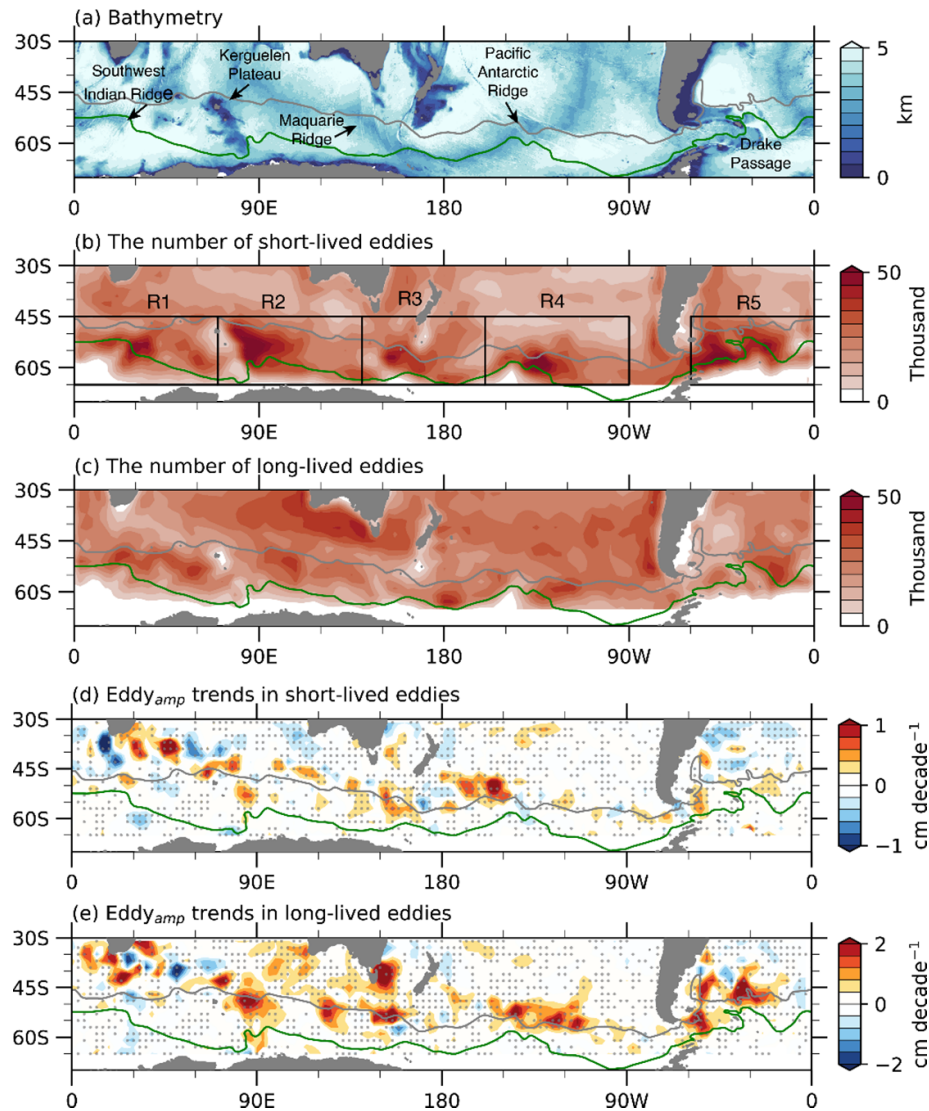 (a) Bathymetry
30S
45S
60S
Southwest
Indian Ridge
Kerguelen
Plateau
Maquarie
Ridge
Pacific
Antarctic
Ridge
Drake
Passage
0
90E
180
90W
0
5
0
km
(b) The number of short-lived eddies
30S
45S
60S
R1
R2
R3
R4
R5
0
90E
180
90W
0
50
0
Thousand
(c) The number of long-lived eddies
30S
45S
60S
0
90E
180
90W
0
50
0
Thousand
(d) Eddyamp trends in short-lived eddies
30S
45S
60S
0
90E
180
90W
0
1
0
−1
cm decade−1
(e) Eddyamp trends in long-lived eddies
30S
45S
60S
0
90E
180
90W
0
2
0
−2
cm decade−1